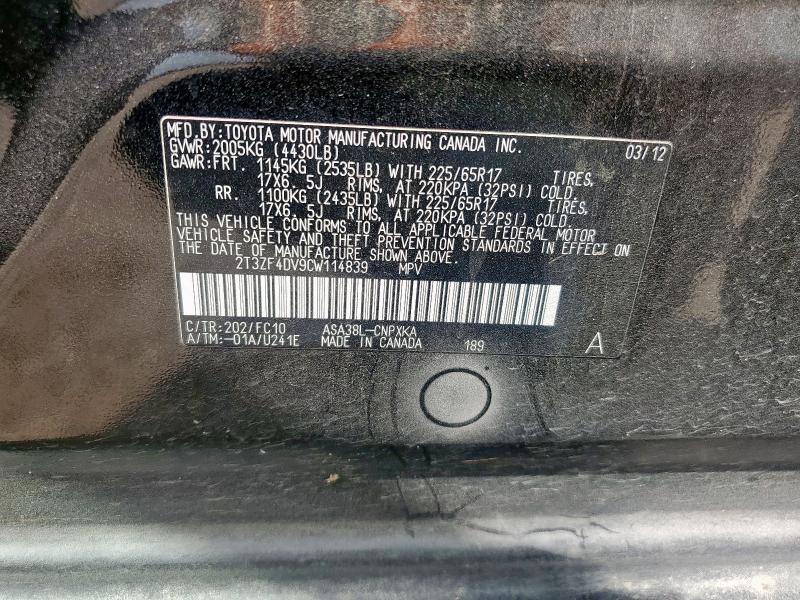 MFD.BY:TOYOTA MOTOR MANUFACTURING CANADA INC.
GVWR:2005KG (4430LB) 03/12
GAWR:FRT. 1145KG (2535LB) WITH 225/65R17 TIRES,
17X6.5J RIMS, AT 220KPA (32PSI) COLD
RR. 1100KG (2435LB) WITH 225/65R17 TIRES,
17X6.5J RIMS, AT 220KPA (32PSI) COLD.
THIS VEHICLE CONFORMS TO ALL APPLICABLE FEDERAL MOTOR
VEHICLE SAFETY AND THEFT PREVENTION STANDARDS IN EFFECT ON
THE DATE OF MANUFACTURE SHOWN ABOVE.
2T3ZF4DV9CW114839 MPV
C/TR:202/FC10 ASA38L-CNPXKA
A/TM:-01A/U241E MADE IN CANADA 189 A